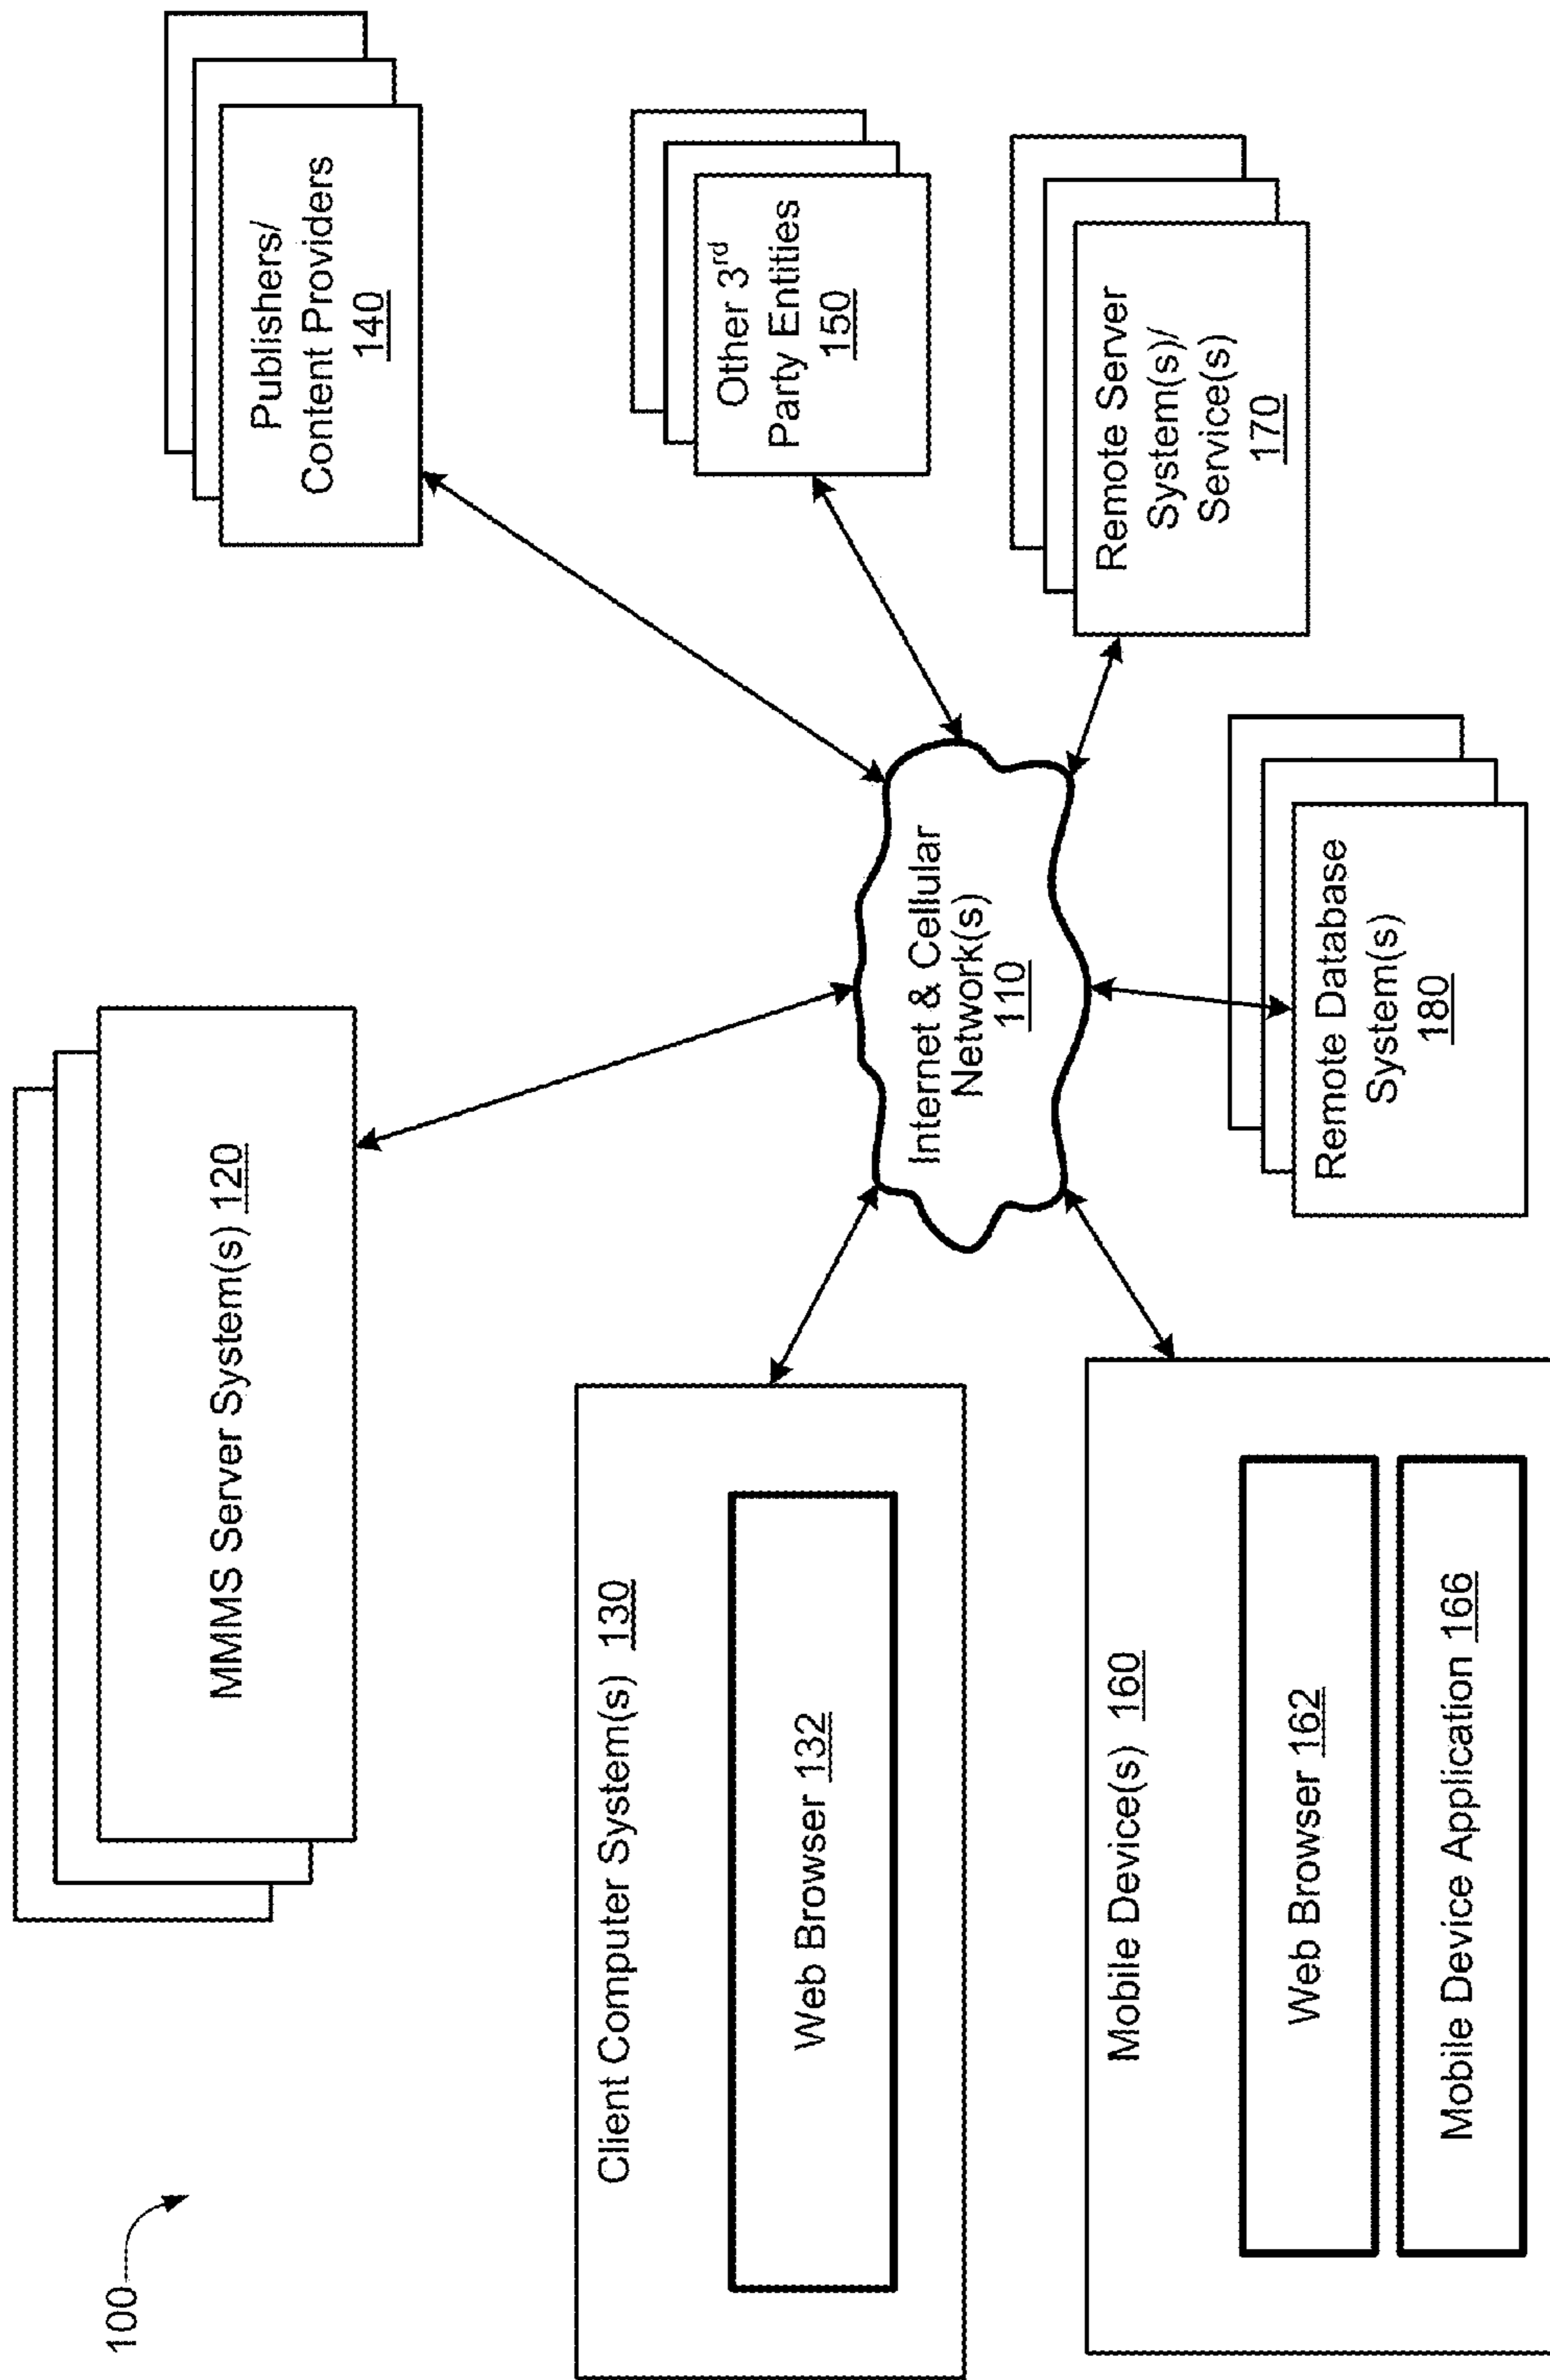 100
MMMS Server System(s) 120
Publishers/
Content Providers
140
Client Computer System(s) 130
Web Browser 132
Internet & Cellular
Network(s)
110
Other 3rd
Party Entities
150
Remote Server
System(s)/
Service(s)
170
Mobile Device(s) 160
Web Browser 162
Mobile Device Application 166
Remote Database
System(s)
180